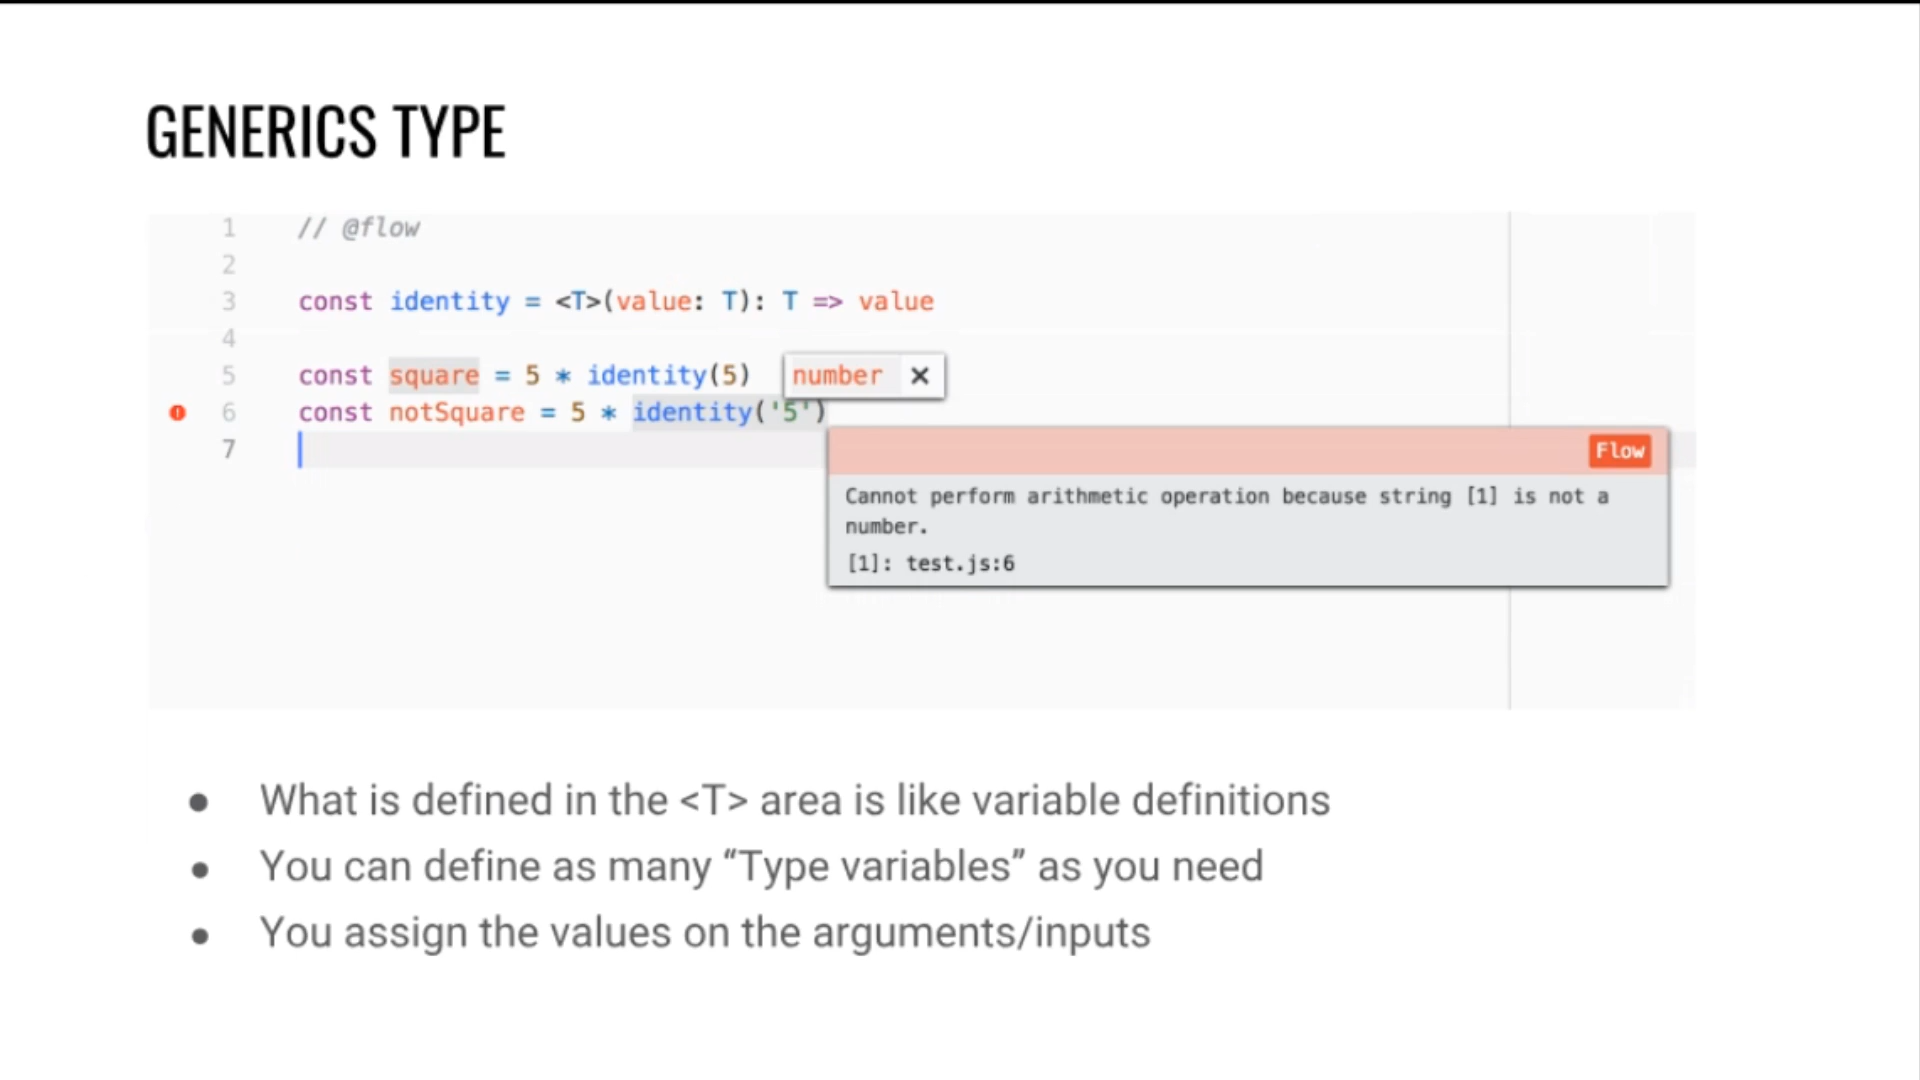 GENERICS TYPE
1 // @flow
2
3 const identity = <T>(value: T): T => value
4
5 const square = 5 * identity(5) number ×
6 const notSquare = 5 * identity('5')
7
Flow
Cannot perform arithmetic operation because string [1] is not a
number.
[1]: test.js:6
● What is defined in the <T> area is like variable definitions
● You can define as many “Type variables” as you need
● You assign the values on the arguments/inputs